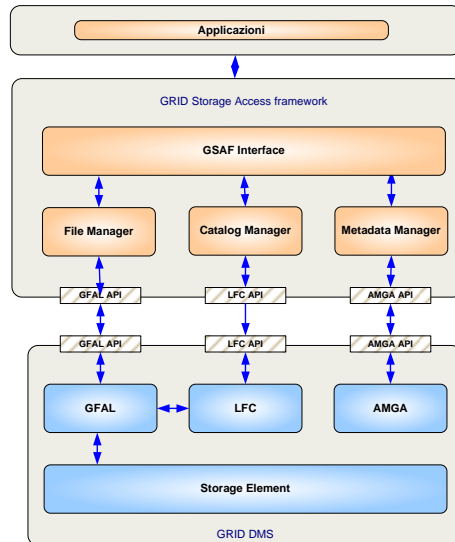 Applicazioni
GRID Storage Access framework
GSAF Interface
File Manager
Catalog Manager
Metadata Manager
GFAL API
LFC API
AMGA API
GFAL API
LFC API
AMGA API
GFAL
LFC
AMGA
Storage Element
GRID DMS